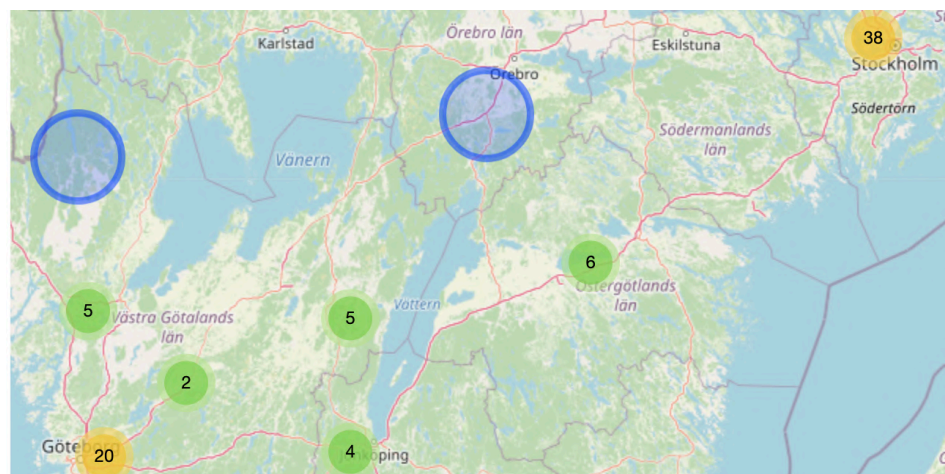 38
Karlstad
Örebro län
Eskilstuna
Örebro
Stockholm
Södertörn
Södermanlands
län
Vänern
6
Östergötlands
län
5
Västra Götalands
län
5
Vättern
2
Göteborg
20
4
Jönköping